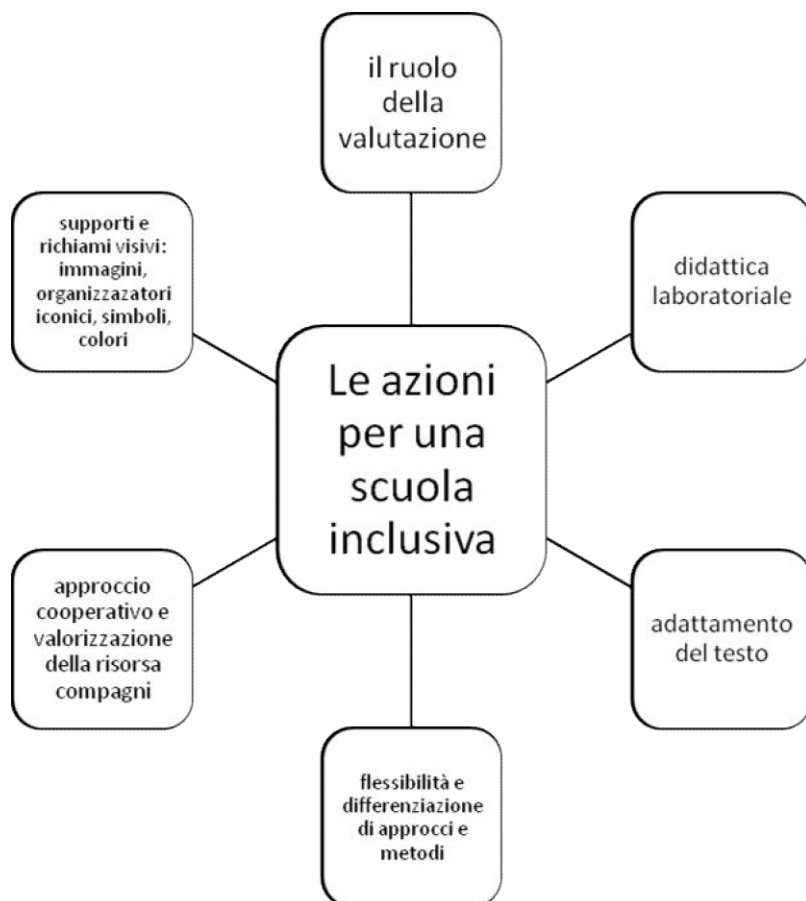 il ruolo
della
valutazione
supporti e
richiami visivi:
immagini,
organizzazatori
iconici, simboli,
colori
didattica
laboratoriale
Le azioni
per una
scuola
inclusiva
approccio
cooperativo e
valorizzazione
della risorsa
compagni
adattamento
del testo
flessibilità e
differenziazione
di approcci e
metodi